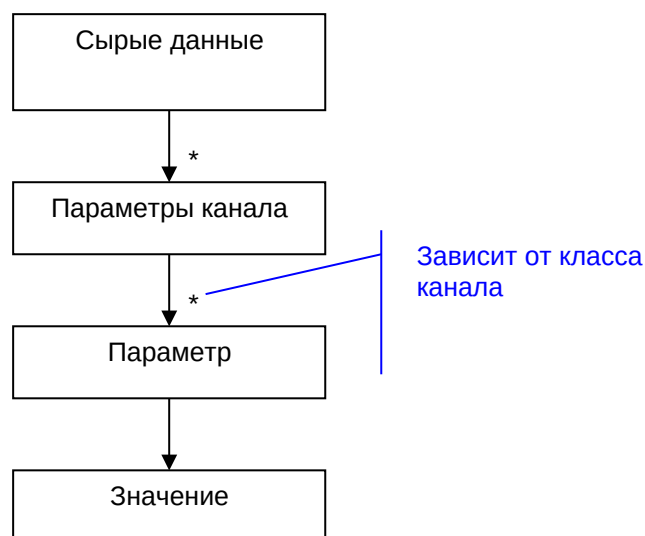 Сырые данные
*
Параметры канала
Зависит от класса
канала
*
Параметр
Значение